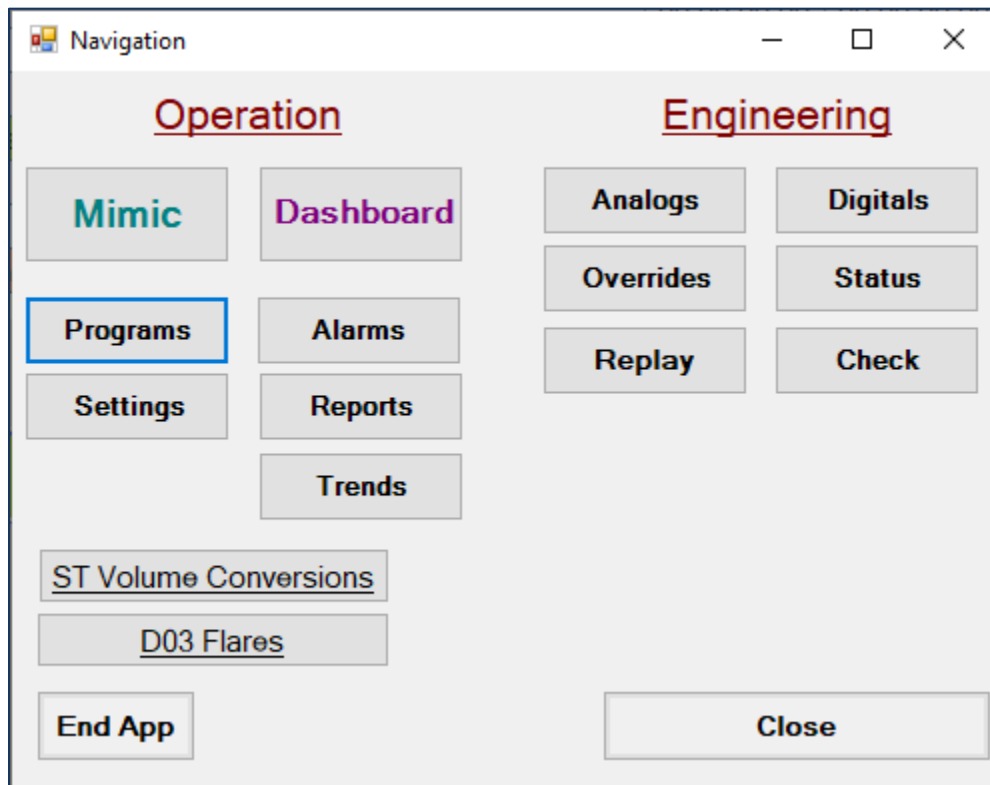 Navigation
Operation
Engineering
Mimic
Dashboard
Analogs
Digitals
Overrides
Status
Programs
Alarms
Replay
Check
Settings
Reports
Trends
ST Volume Conversions
D03 Flares
End App
Close